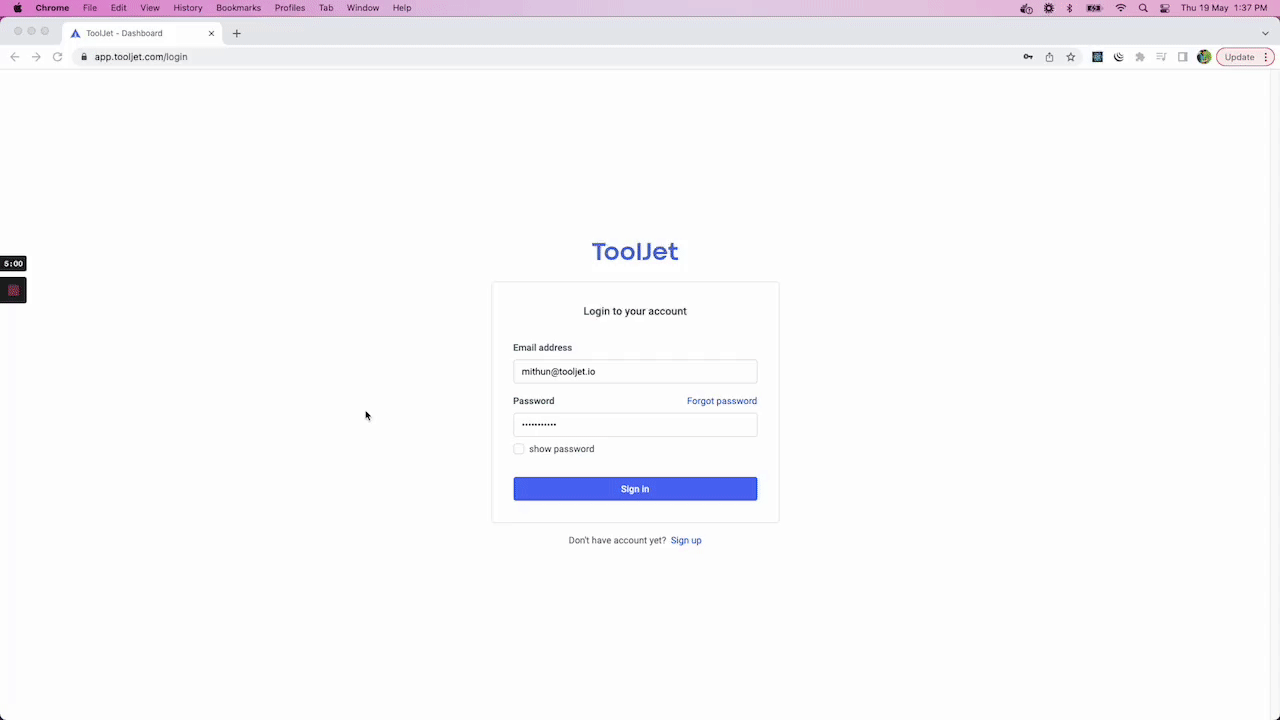 Chrome File Edit View History Bookmarks Profiles Tab Window Help Thu 19 May 1:37 PM
ToolJet - Dashboard
app.tooljet.com/login Update
ToolJet
5:00
Login to your account
Email address
mithun@tooljet.io
Password Forgot password
•••••••••••
show password
Sign in
Don't have account yet? Sign up